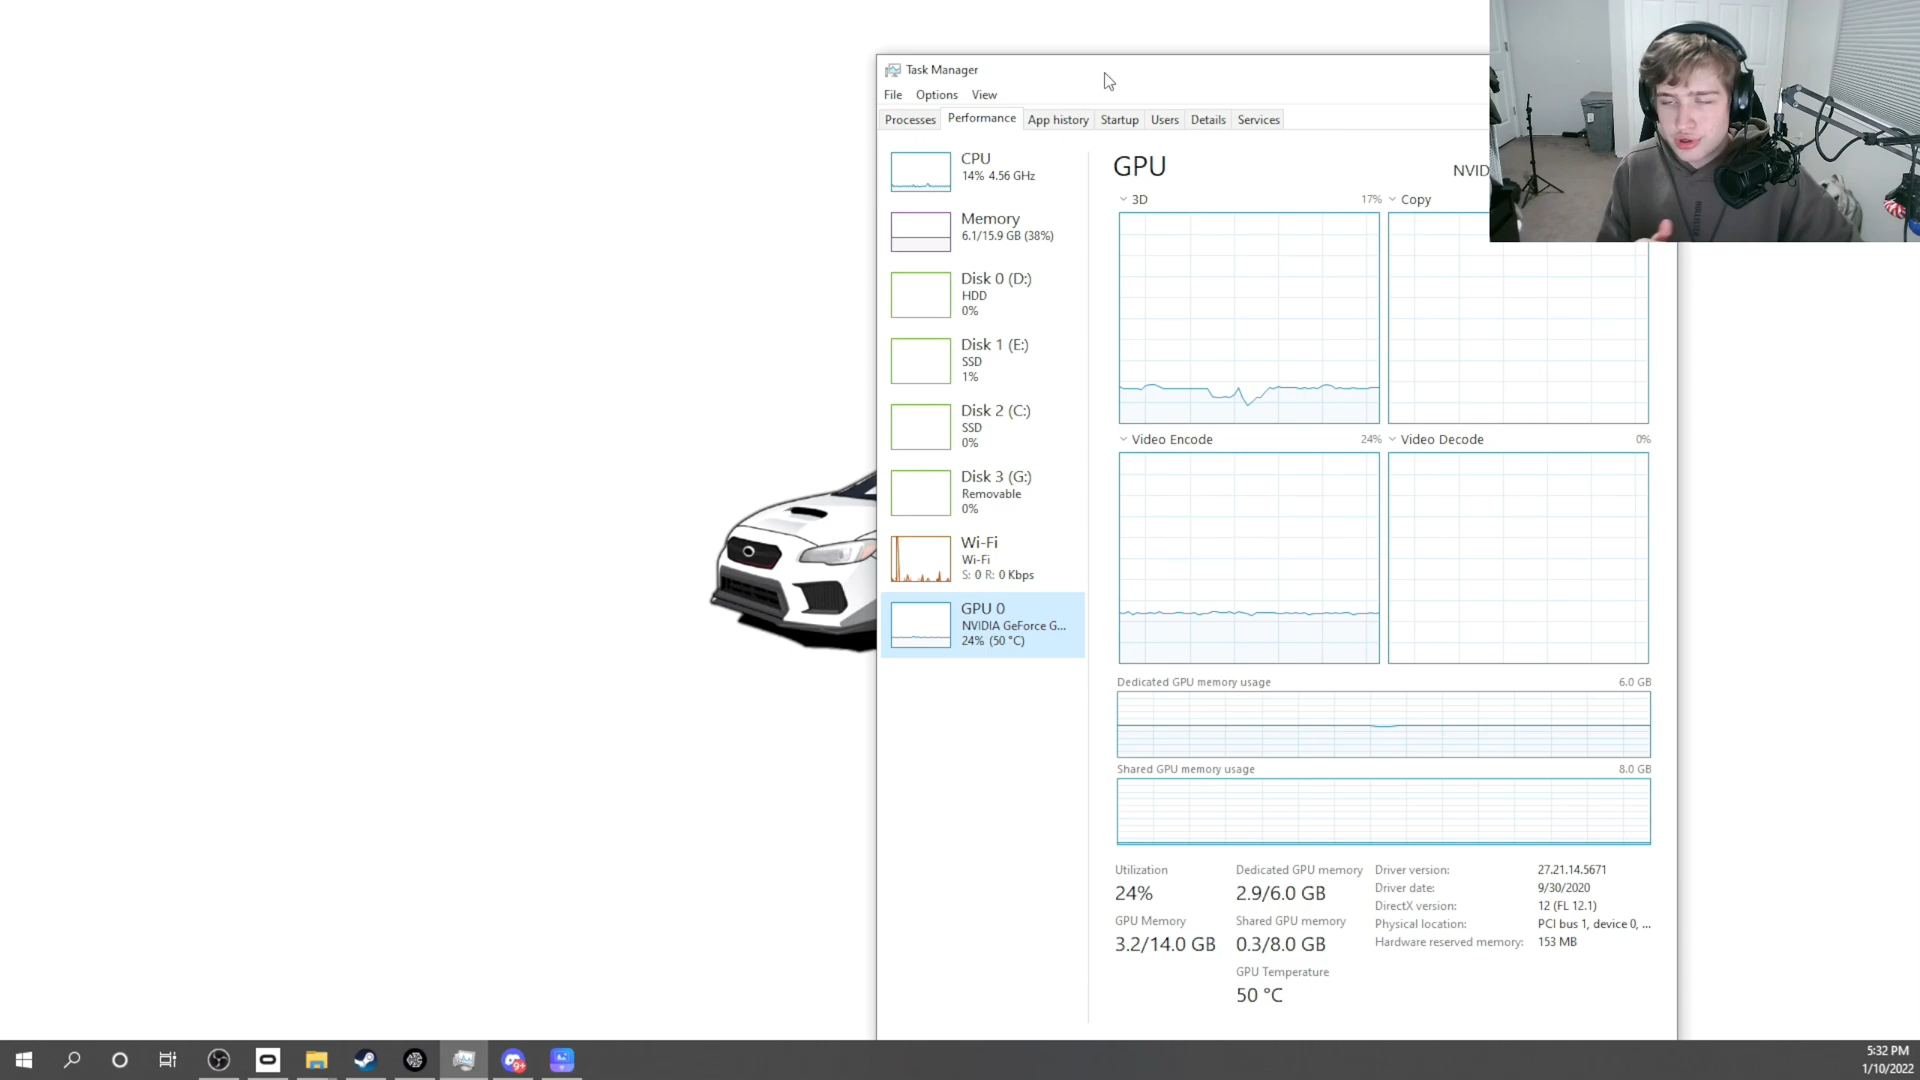 Task Manager
File Options View
Processes Performance App history Startup Users Details Services
CPU
14% 4.56 GHz
Memory
6.1/15.9 GB (38%)
Disk 0 (D:)
HDD
0%
Disk 1 (E:)
SSD
1%
Disk 2 (C:)
SSD
0%
Disk 3 (G:)
Removable
0%
Wi-Fi
Wi-Fi
S: 0 R: 0 Kbps
GPU 0
NVIDIA GeForce G...
24% (50 °C)
GPU NVID
3D 17% Copy
Video Encode 24% Video Decode 0%
Dedicated GPU memory usage 6.0 GB
Shared GPU memory usage 8.0 GB
Utilization
24%
GPU Memory
3.2/14.0 GB
Dedicated GPU memory
2.9/6.0 GB
Shared GPU memory
0.3/8.0 GB
GPU Temperature
50 °C
Driver version: 27.21.14.5671
Driver date: 9/30/2020
DirectX version: 12 (FL 12.1)
Physical location: PCI bus 1, device 0, ...
Hardware reserved memory: 153 MB
9+
5:32 PM
1/10/2022